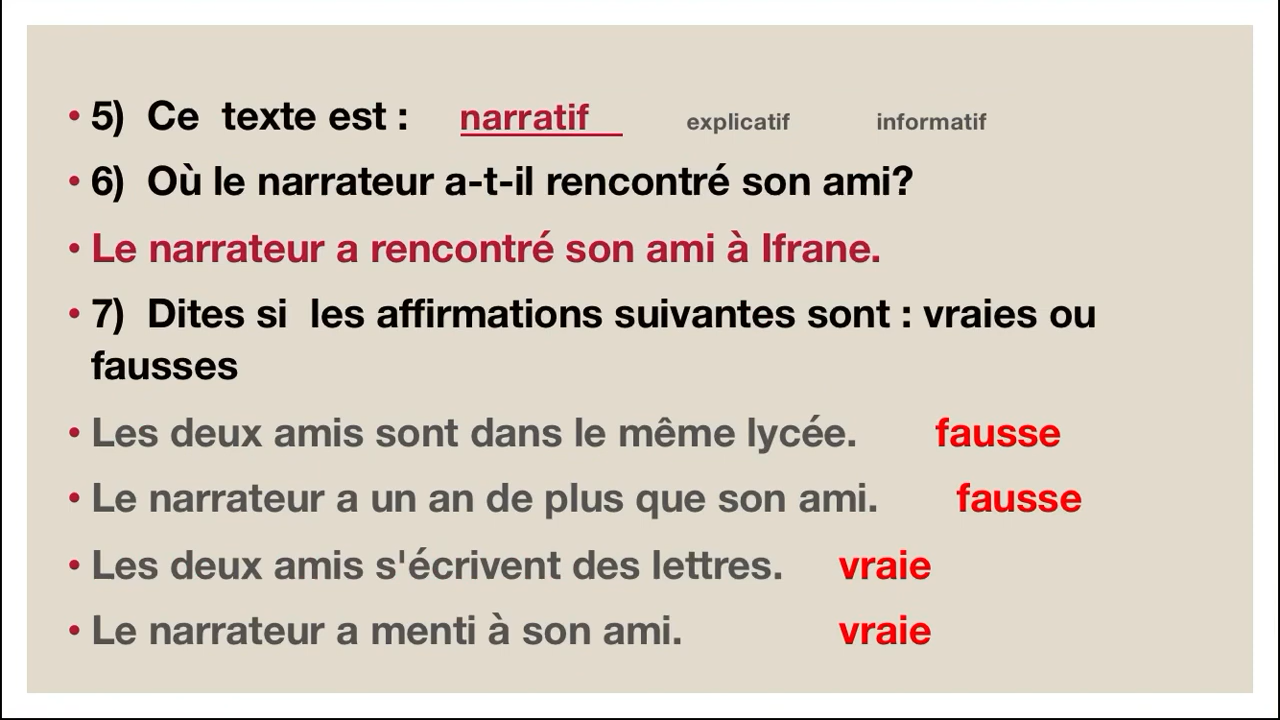 • 5)  Ce  texte est :  narratif  explicatif  informatif
• 6)  Où le narrateur a-t-il rencontré son ami?
• Le narrateur a rencontré son ami à Ifrane.
• 7)  Dites si  les affirmations suivantes sont : vraies ou
fausses
• Les deux amis sont dans le même lycée.  fausse
• Le narrateur a un an de plus que son ami.  fausse
• Les deux amis s'écrivent des lettres.  vraie
• Le narrateur a menti à son ami.  vraie